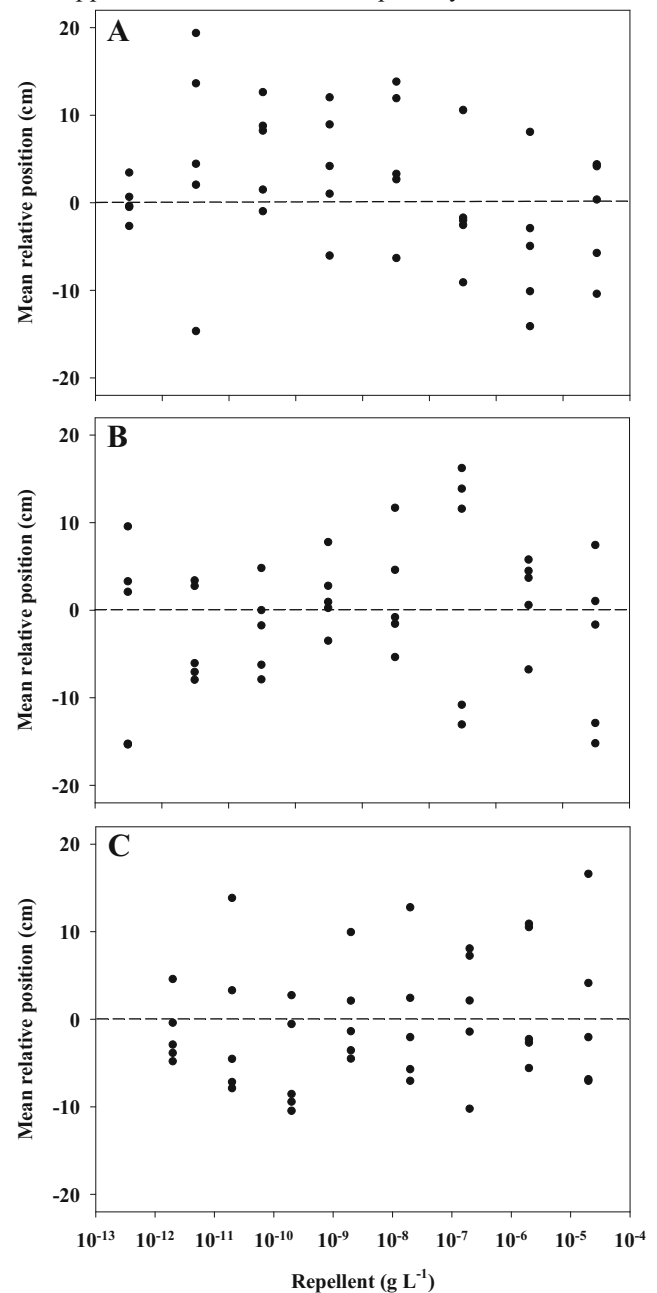 A
20
10
0
-10
-20
Mean relative position (cm)
B
20
10
0
-10
-20
Mean relative position (cm)
C
20
10
0
-10
-20
Mean relative position (cm)
10⁻¹³ 10⁻¹² 10⁻¹¹ 10⁻¹⁰ 10⁻⁹ 10⁻⁸ 10⁻⁷ 10⁻⁶ 10⁻⁵ 10⁻⁴
Repellent (g L⁻¹)